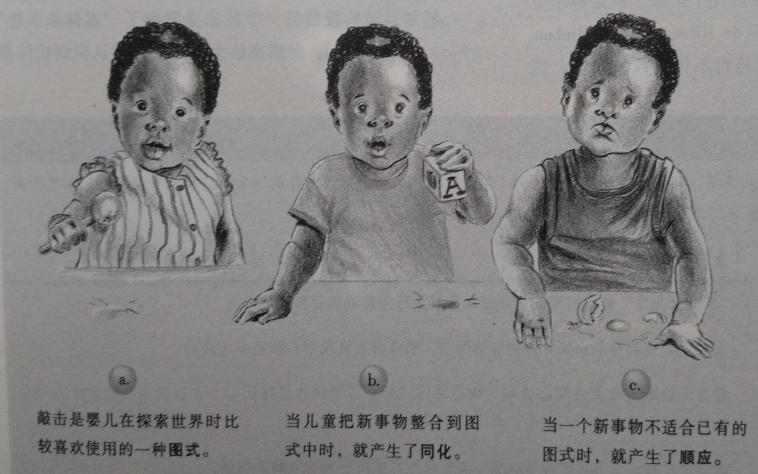 A
a.
敲击是婴儿在探索世界时比
较喜欢使用的一种图式。
b.
当儿童把新事物整合到图
式中时，就产生了同化。
c.
当一个新事物不适合已有的
图式时，就产生了顺应。